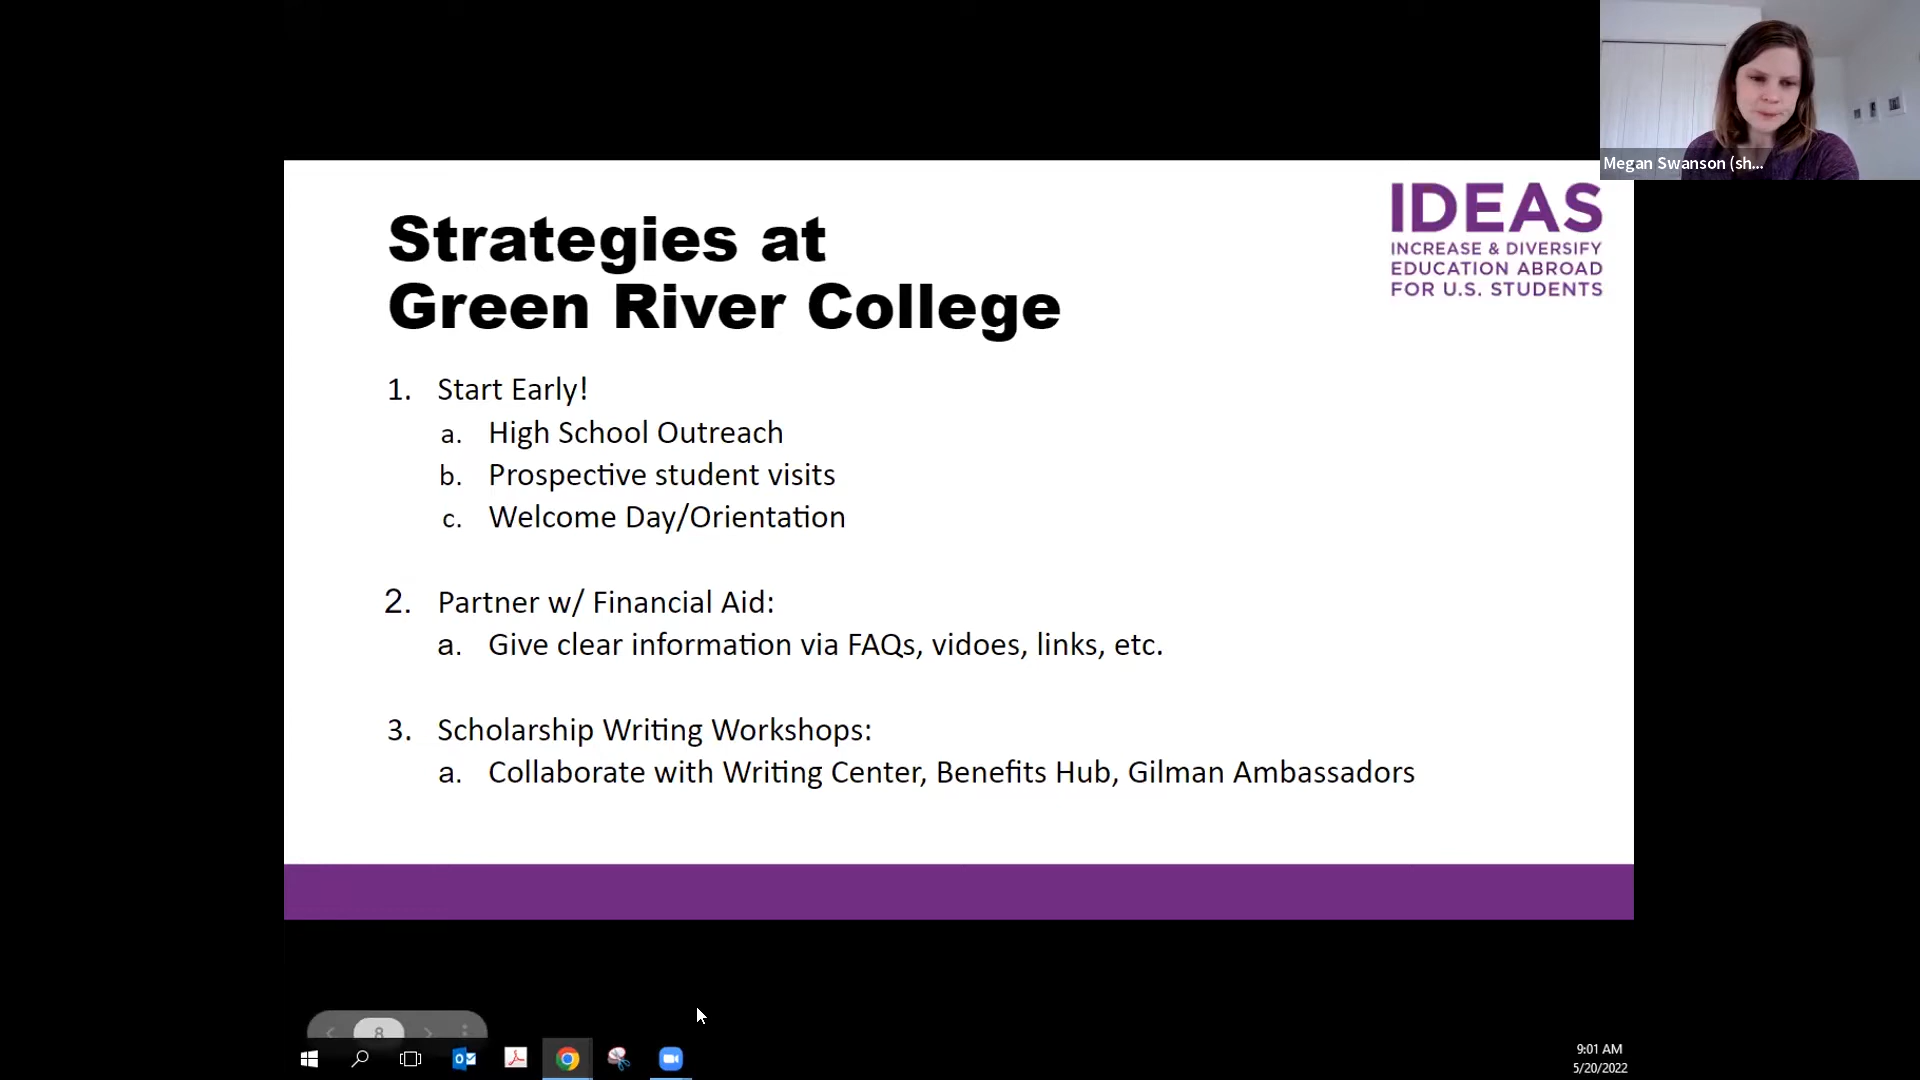 Megan Swanson (sh...
IDEAS
INCREASE & DIVERSIFY
EDUCATION ABROAD
FOR U.S. STUDENTS
Strategies at
Green River College
1. Start Early!
a. High School Outreach
b. Prospective student visits
c. Welcome Day/Orientation
2. Partner w/ Financial Aid:
a. Give clear information via FAQs, vidoes, links, etc.
3. Scholarship Writing Workshops:
a. Collaborate with Writing Center, Benefits Hub, Gilman Ambassadors
8
9:01 AM
5/20/2022